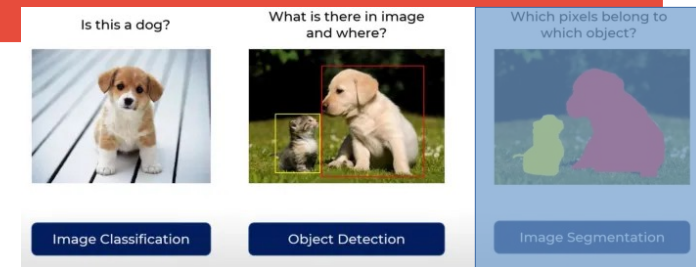 Is this a dog?
What is there in image
and where?
Which pixels belong to
which object?
Image Classification
Object Detection
Image Segmentation